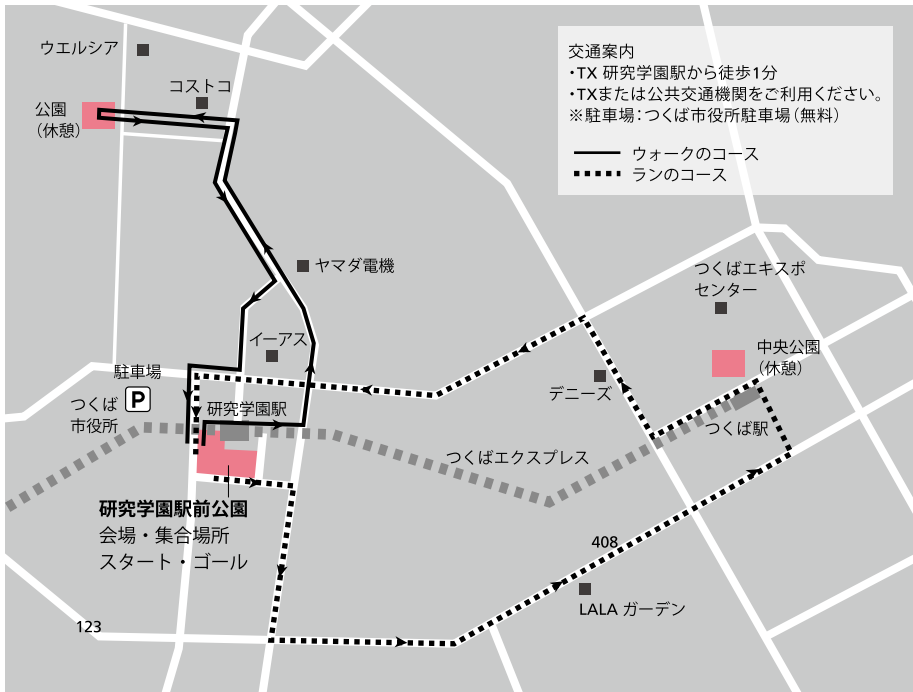 ウエルシア
コストコ
公園
（休憩）
交通案内
・TX 研究学園駅から徒歩1分
・TXまたは公共交通機関をご利用ください。
※駐車場：つくば市役所駐車場（無料）
ウォークのコース
ランのコース
ヤマダ電機
つくばエキスポ
センター
イーアス
中央公園
（休憩）
駐車場
P
デニーズ
つくば
市役所
研究学園駅
つくば駅
つくばエクスプレス
研究学園駅前公園
会場・集合場所
スタート・ゴール
408
LALA ガーデン
123